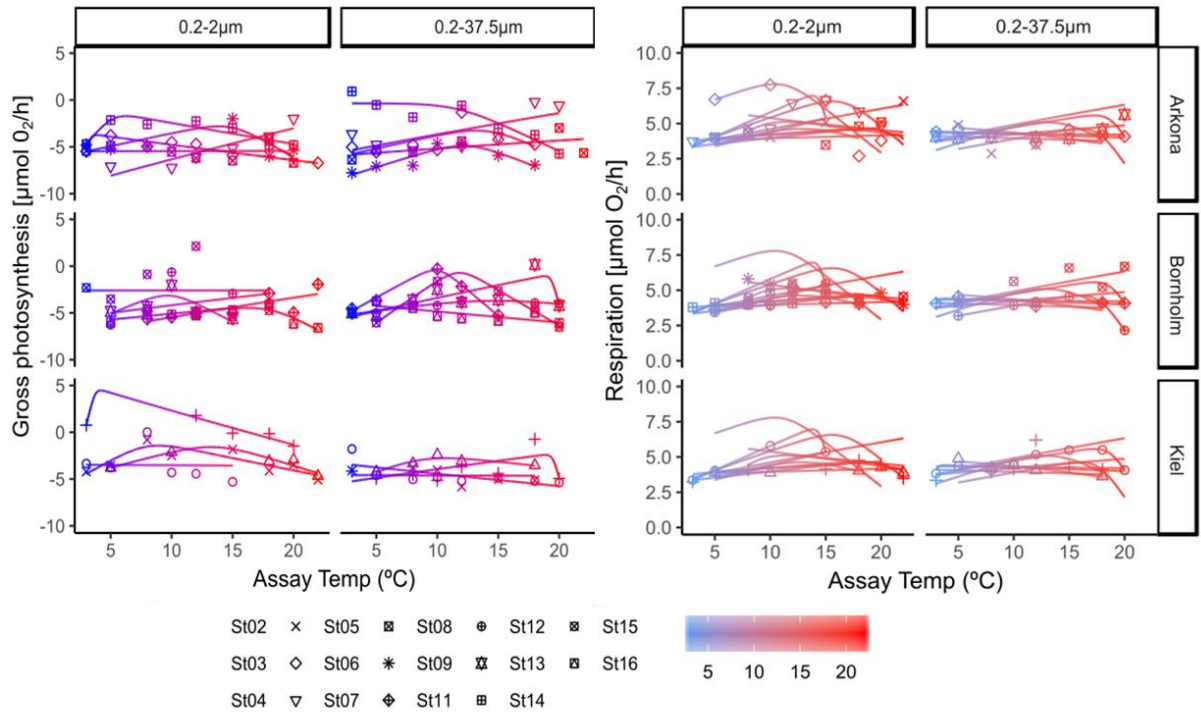 0.2-2µm 0.2-37.5µm 0.2-2µm 0.2-37.5µm
Gross photosynthesis [µmol 0₂/h]
5
0
-5
-10
5
0
-5
-10
5
0
-5
-10
5 10 15 20 5 10 15 20
Assay Temp (ºC)
Respiration [µmol O₂/h]
10.0
7.5
5.0
2.5
0.0
10.0
7.5
5.0
2.5
0.0
10.0
7.5
5.0
2.5
0.0
5 10 15 20 5 10 15 20
Assay Temp (ºC)
Arkona
Bornholm
Kiel
St02 St05 St08 St12 St15
St03 St06 St09 St13 St16
St04 St07 St11 St14
5 10 15 20